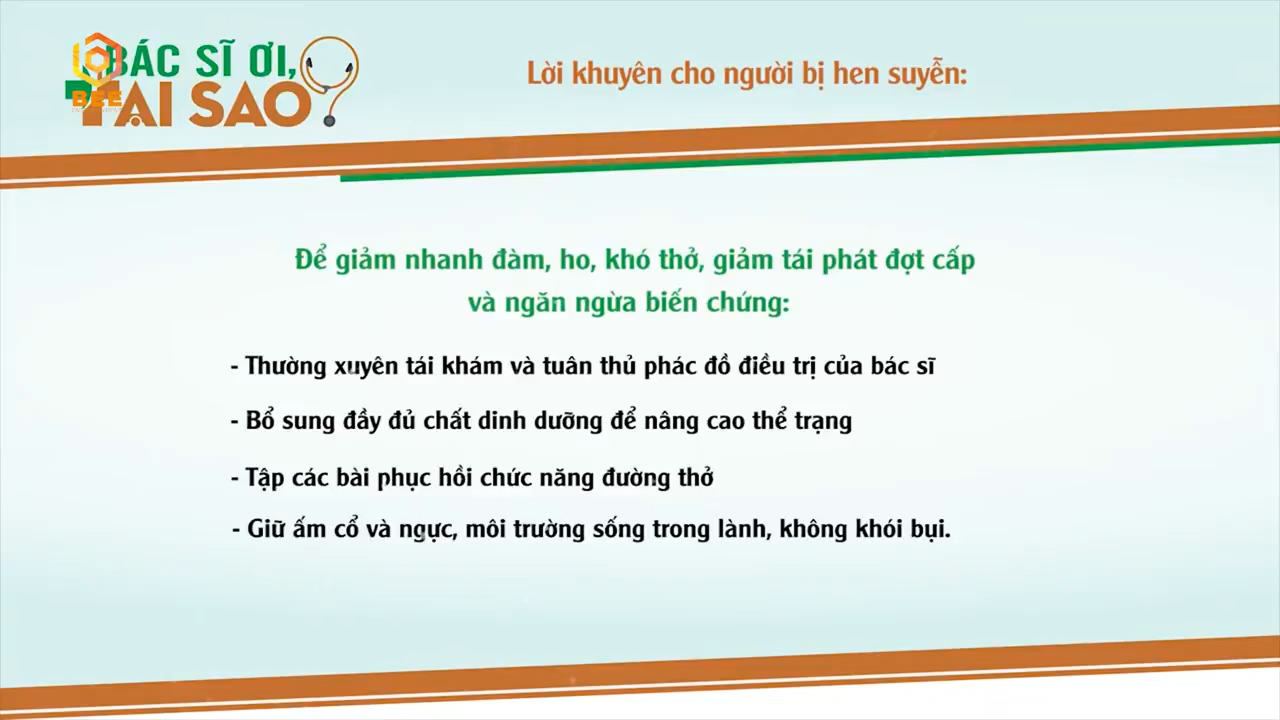 BÁC SĨ ƠI,
TẠI SAO
BEE
Lời khuyên cho người bị hen suyễn:
Để giảm nhanh đàm, ho, khó thở, giảm tái phát đợt cấp
và ngăn ngừa biến chứng:
- Thường xuyên tái khám và tuân thủ phác đồ điều trị của bác sĩ
- Bổ sung đầy đủ chất dinh dưỡng để nâng cao thể trạng
- Tập các bài phục hồi chức năng đường thở
- Giữ ấm cổ và ngực, môi trường sống trong lành, không khói bụi.